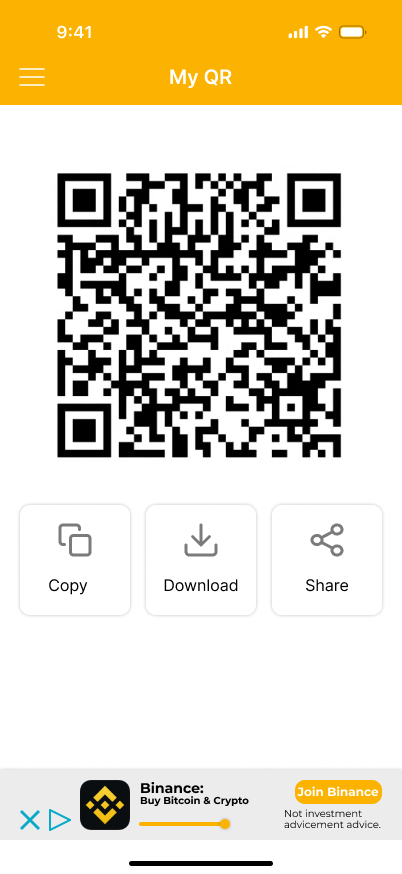 9:41
My QR
Copy
Download
Share
Binance:
Buy Bitcoin & Crypto
Join Binance
Not investment
advicement advice.